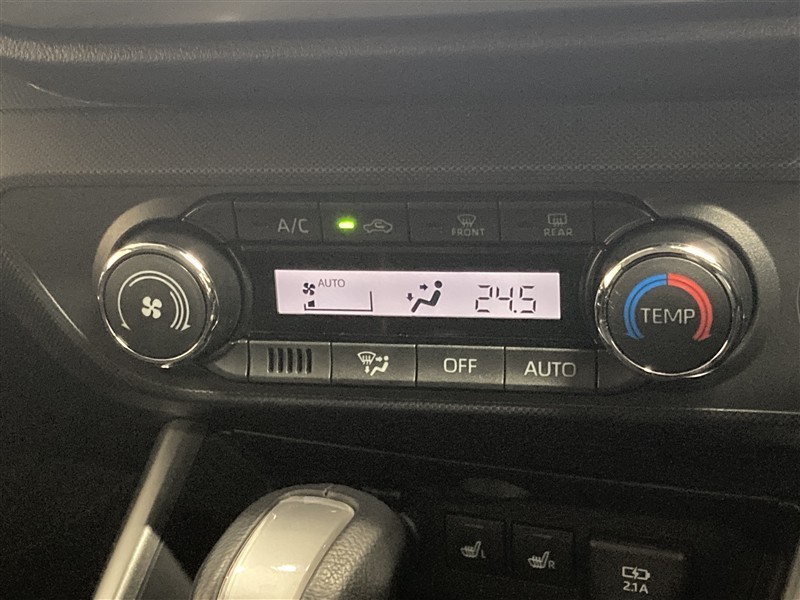 A/C
FRONT
REAR
AUTO
24.5
TEMP
OFF
AUTO
L
R
2.1A